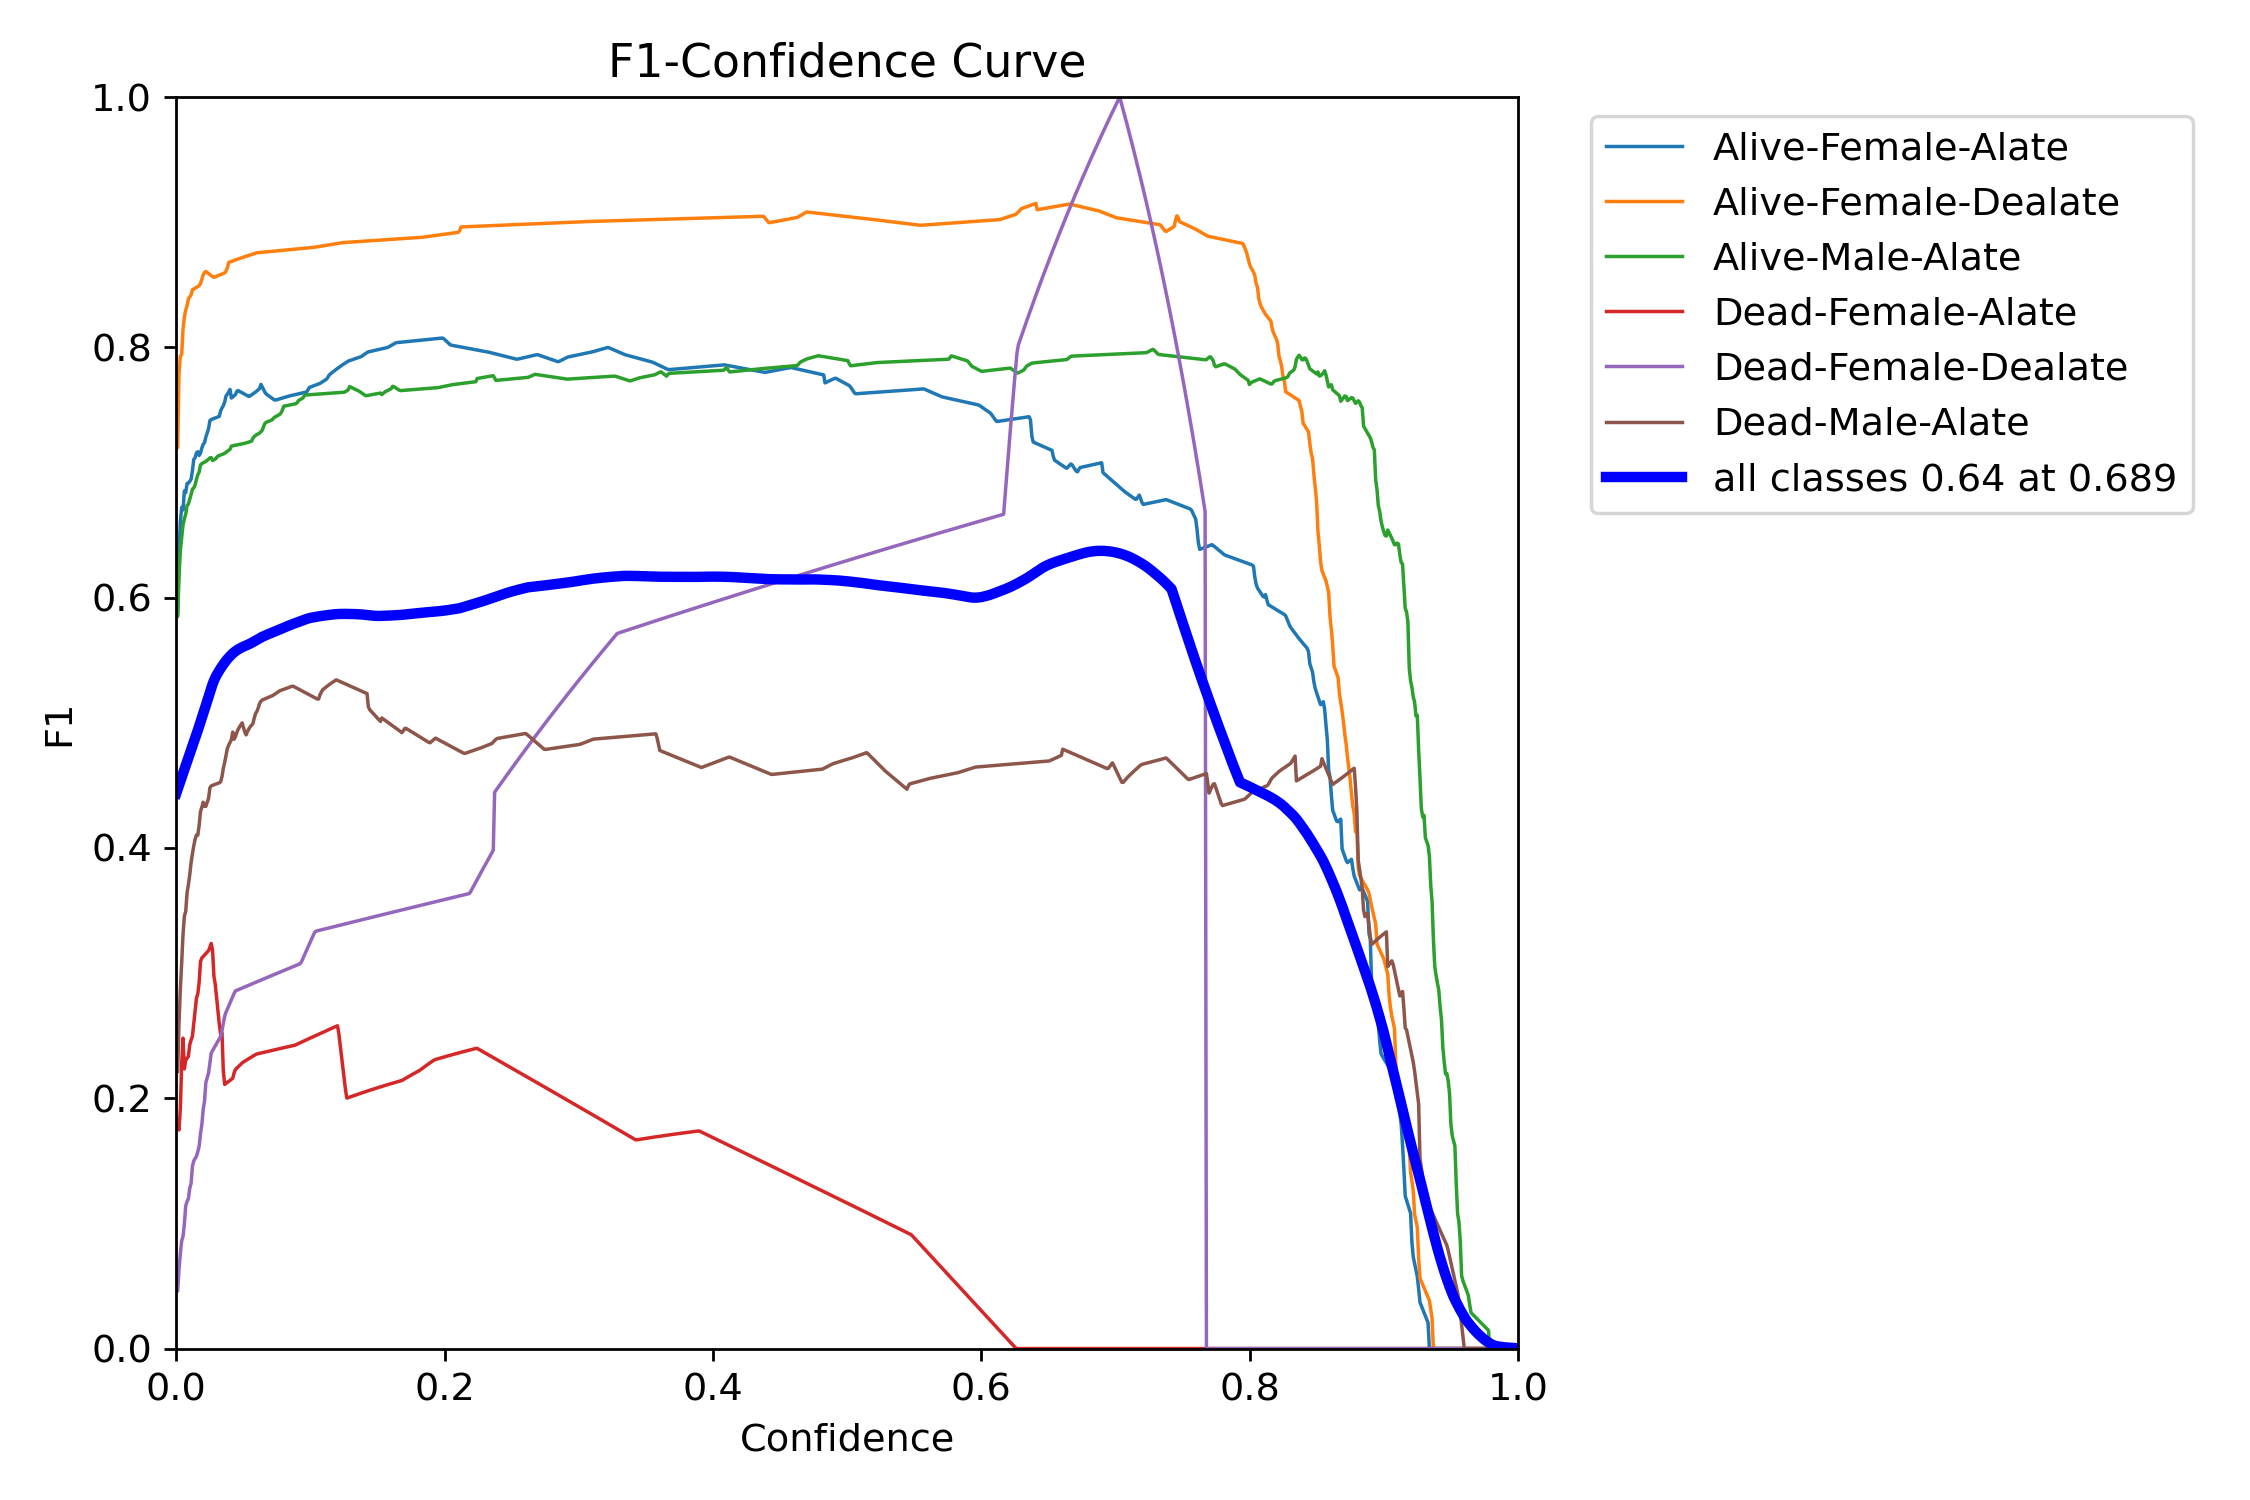 F1-Confidence Curve
1.0
0.8
0.6
0.4
0.2
0.0
F1
0.0
0.2
0.4
0.6
0.8
1.0
Confidence
Alive-Female-Alate
Alive-Female-Dealate
Alive-Male-Alate
Dead-Female-Alate
Dead-Female-Dealate
Dead-Male-Alate
all classes 0.64 at 0.689